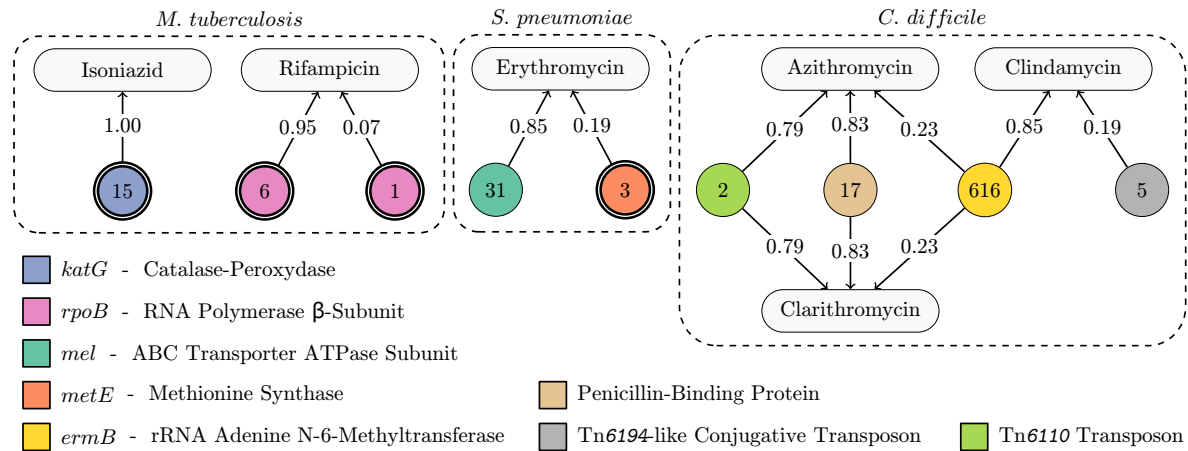 M. tuberculosis
S. pneumoniae
C. difficile
Isoniazid
Rifampicin
Erythromycin
Azithromycin
Clindamycin
1.00
0.95
0.07
0.85
0.19
0.79
0.83
0.23
0.85
0.19
15
6
1
31
3
2
17
616
5
0.79
0.83
0.23
Clarithromycin
katG - Catalase-Peroxydase
rpoB - RNA Polymerase β-Subunit
mel - ABC Transporter ATPase Subunit
metE - Methionine Synthase
Penicillin-Binding Protein
ermB - rRNA Adenine N-6-Methyltransferase
Tn6194-like Conjugative Transposon
Tn6110 Transposon